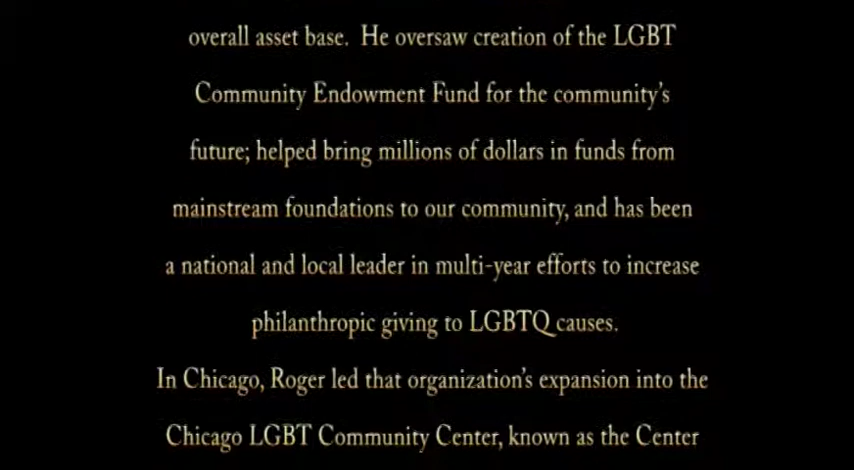 overall asset base. He oversaw creation of the LGBT
Community Endowment Fund for the community's
future; helped bring millions of dollars in funds from
mainstream foundations to our community, and has been
a national and local leader in multi-year efforts to increase
philanthropic giving to LGBTQ causes.
In Chicago, Roger led that organization's expansion into the
Chicago LGBT Community Center, known as the Center